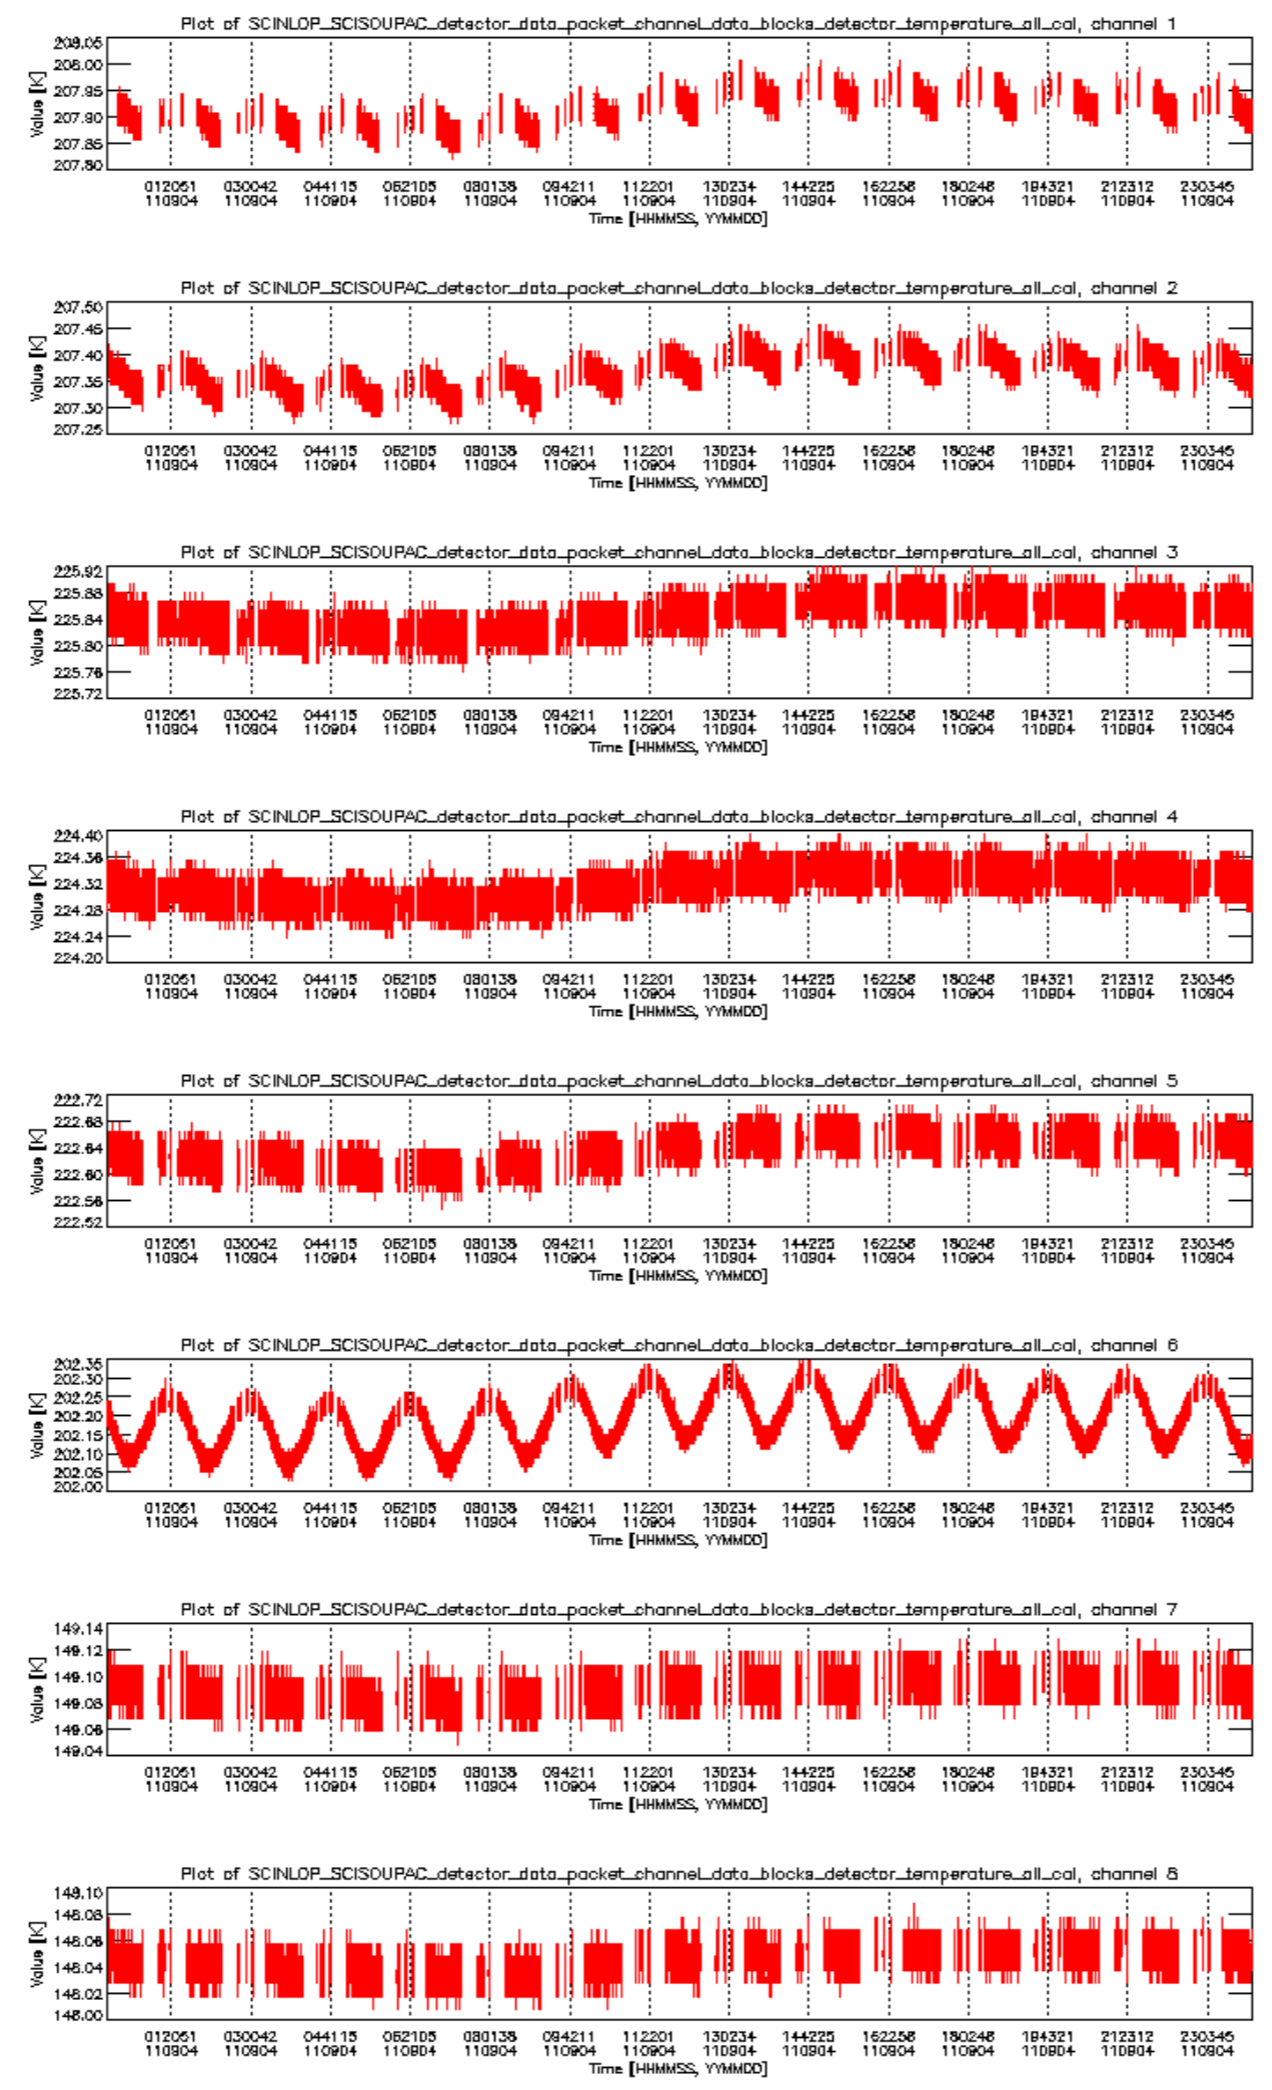 Plot of SCINLOP_SCISOUPAC_detector_data_packet_channel_data_blocks_detector_temperature_all_cal, channel 1
208.05
208.00
207.95
207.90
207.85
207.80
Value [K]
012051 030042 044115 062105 080138 094211 112201 130234 144225 162258 180248 194321 212312 230345
110904 110904 110904 110904 110904 110904 110904 110904 110904 110904 110904 110904 110904 110904
Time [HHMMSS, YYMMDD]
Plot of SCINLOP_SCISOUPAC_detector_data_packet_channel_data_blocks_detector_temperature_all_cal, channel 2
207.50
207.45
207.40
207.35
207.30
207.25
Value [K]
012051 030042 044115 062105 080138 094211 112201 130234 144225 162258 180248 194321 212312 230345
110904 110904 110904 110904 110904 110904 110904 110904 110904 110904 110904 110904 110904 110904
Time [HHMMSS, YYMMDD]
Plot of SCINLOP_SCISOUPAC_detector_data_packet_channel_data_blocks_detector_temperature_all_cal, channel 3
225.92
225.88
225.84
225.80
225.76
225.72
Value [K]
012051 030042 044115 062105 080138 094211 112201 130234 144225 162258 180248 194321 212312 230345
110904 110904 110904 110904 110904 110904 110904 110904 110904 110904 110904 110904 110904 110904
Time [HHMMSS, YYMMDD]
Plot of SCINLOP_SCISOUPAC_detector_data_packet_channel_data_blocks_detector_temperature_all_cal, channel 4
224.40
224.36
224.32
224.28
224.24
224.20
Value [K]
012051 030042 044115 062105 080138 094211 112201 130234 144225 162258 180248 194321 212312 230345
110904 110904 110904 110904 110904 110904 110904 110904 110904 110904 110904 110904 110904 110904
Time [HHMMSS, YYMMDD]
Plot of SCINLOP_SCISOUPAC_detector_data_packet_channel_data_blocks_detector_temperature_all_cal, channel 5
222.72
222.68
222.64
222.60
222.56
222.52
Value [K]
012051 030042 044115 062105 080138 094211 112201 130234 144225 162258 180248 194321 212312 230345
110904 110904 110904 110904 110904 110904 110904 110904 110904 110904 110904 110904 110904 110904
Time [HHMMSS, YYMMDD]
Plot of SCINLOP_SCISOUPAC_detector_data_packet_channel_data_blocks_detector_temperature_all_cal, channel 6
202.35
202.30
202.25
202.20
202.15
202.10
202.05
202.00
Value [K]
012051 030042 044115 062105 080138 094211 112201 130234 144225 162258 180248 194321 212312 230345
110904 110904 110904 110904 110904 110904 110904 110904 110904 110904 110904 110904 110904 110904
Time [HHMMSS, YYMMDD]
Plot of SCINLOP_SCISOUPAC_detector_data_packet_channel_data_blocks_detector_temperature_all_cal, channel 7
149.14
149.12
149.10
149.08
149.06
149.04
Value [K]
012051 030042 044115 062105 080138 094211 112201 130234 144225 162258 180248 194321 212312 230345
110904 110904 110904 110904 110904 110904 110904 110904 110904 110904 110904 110904 110904 110904
Time [HHMMSS, YYMMDD]
Plot of SCINLOP_SCISOUPAC_detector_data_packet_channel_data_blocks_detector_temperature_all_cal, channel 8
148.10
148.08
148.06
148.04
148.02
148.00
Value [K]
012051 030042 044115 062105 080138 094211 112201 130234 144225 162258 180248 194321 212312 230345
110904 110904 110904 110904 110904 110904 110904 110904 110904 110904 110904 110904 110904 110904
Time [HHMMSS, YYMMDD]